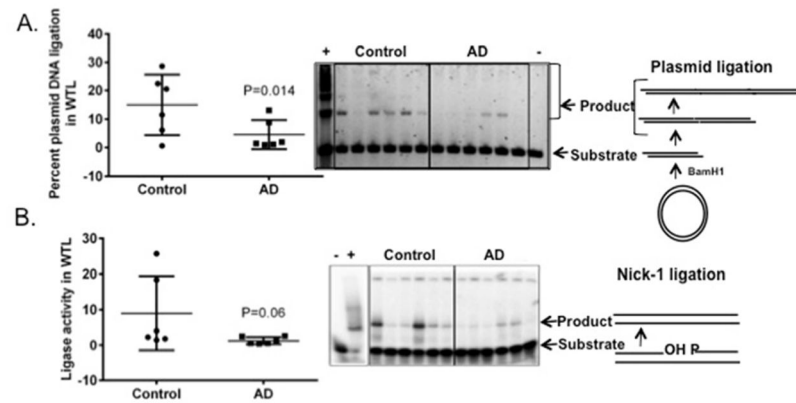 A.
Percent plasmid DNA ligation
in WTL
40
30
20
10
0
-10
P=0.014
Control
AD
+
Control
AD
-
Product
Substrate
Plasmid ligation
BamH1
B.
Ligase activity in WTL
30
20
10
0
-10
P=0.06
Control
AD
-
+
Control
AD
Product
Substrate
Nick-1 ligation
OH P